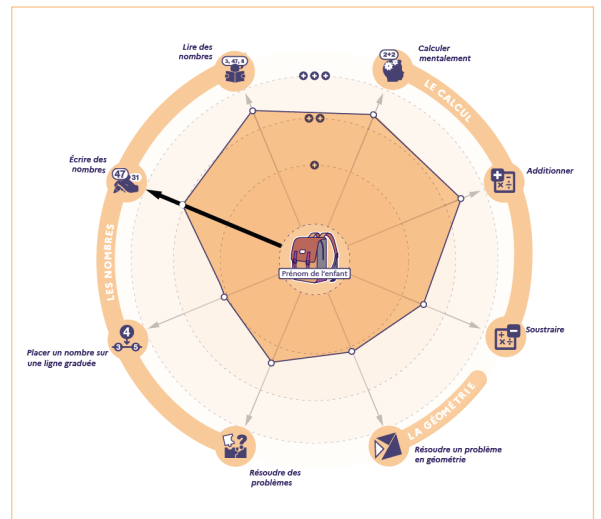 Lire des
nombres
3, 47, 8
2+2
Calculer
mentalement
LE CALCUL
Écrire des
nombres
47
31
Additionner
LES NOMBRES
Prénom de l'enfant
4
3
5
Placer un nombre sur
une ligne graduée
Soustraire
LA GÉOMÉTRIE
?
Résoudre des
problèmes
Résoudre un problème
en géométrie